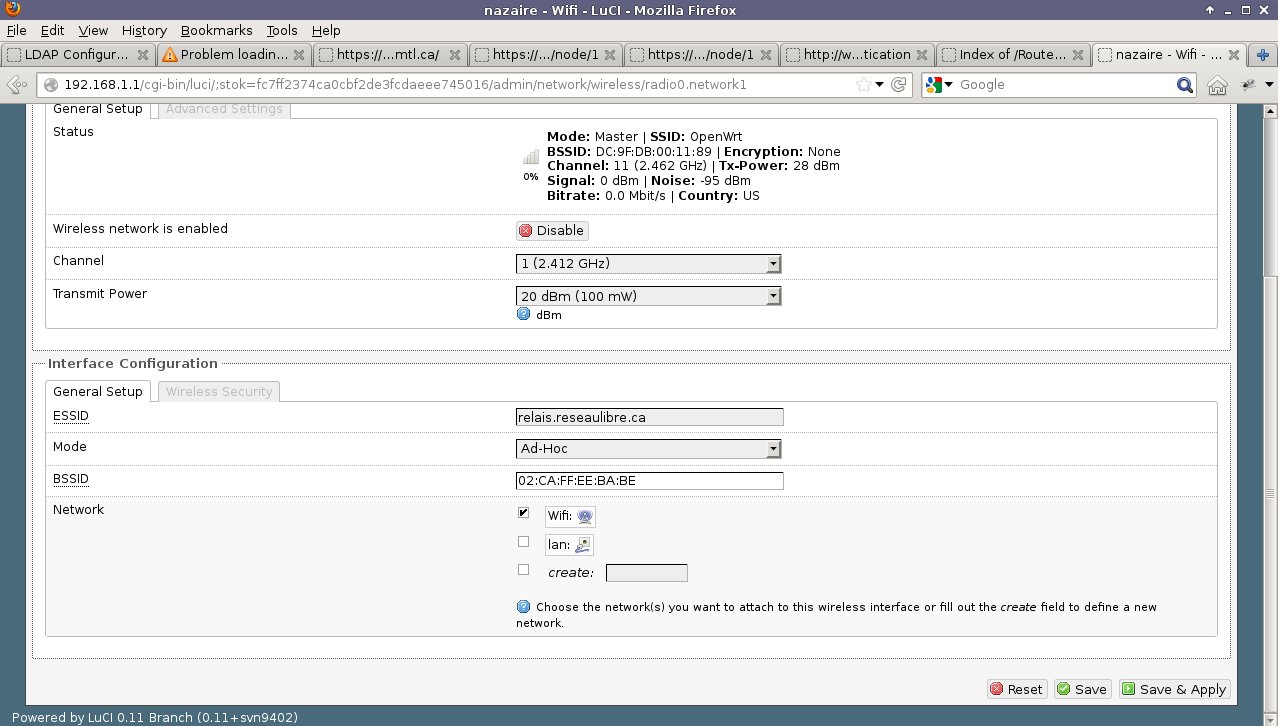 nazaire - Wifi - LuCI - Mozilla Firefox
File Edit View History Bookmarks Tools Help
LDAP Configur... Problem loadin... https://...mtl.ca/ https://.../node/1 https://.../node/1 http://w...tication Index of /Route... nazaire - Wifi - ...
192.168.1.1/cgi-bin/luci/;stok=fc7ff2374ca0cbf2de3fcdaeee745016/admin/network/wireless/radio0.network1 Google
General Setup Advanced Settings
Status
Mode: Master | SSID: OpenWrt
BSSID: DC:9F:DB:00:11:89 | Encryption: None
Channel: 11 (2.462 GHz) | Tx-Power: 28 dBm
0% Signal: 0 dBm | Noise: -95 dBm
Bitrate: 0.0 Mbit/s | Country: US
Wireless network is enabled Disable
Channel 1 (2.412 GHz)
Transmit Power 20 dBm (100 mW)
dBm
Interface Configuration
General Setup Wireless Security
ESSID relais.reseaulibre.ca
Mode Ad-Hoc
BSSID 02:CA:FF:EE:BA:BE
Network Wifi:
lan:
create:
Choose the network(s) you want to attach to this wireless interface or fill out the create field to define a new
network.
Reset Save Save & Apply
Powered by LuCI 0.11 Branch (0.11+svn9402)